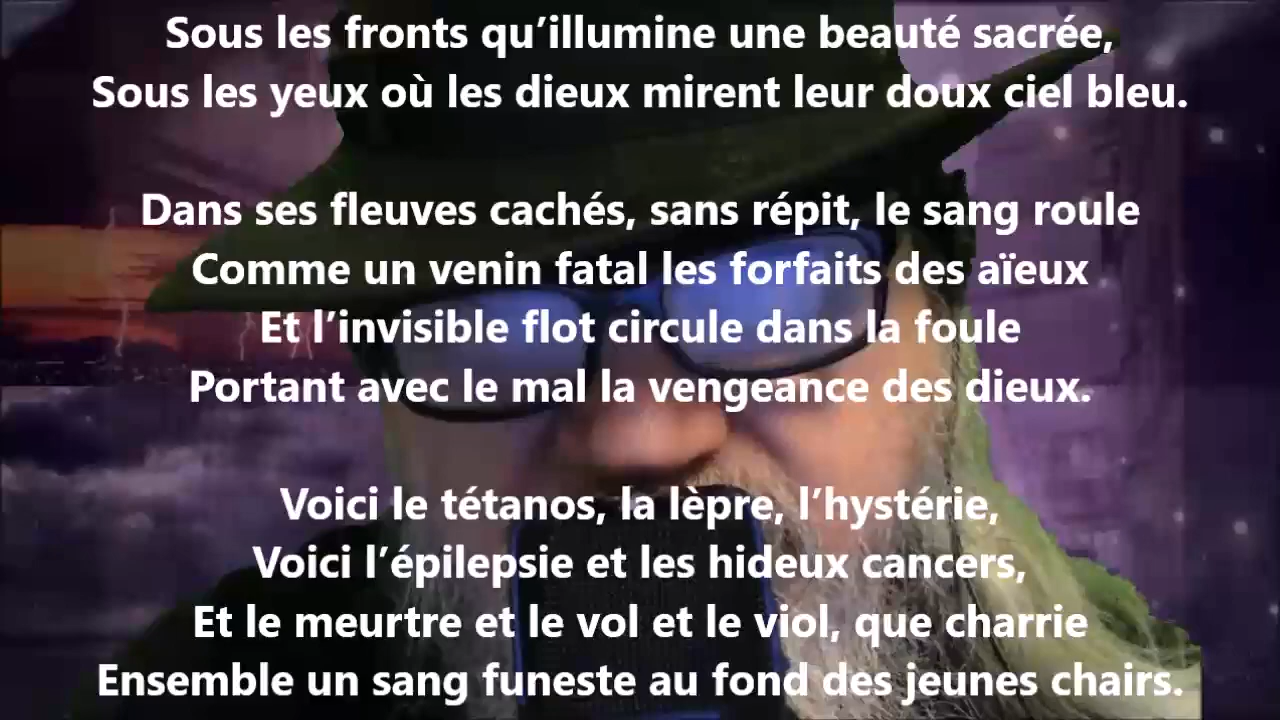 Sous les fronts qu’illumine une beauté sacrée,
Sous les yeux où les dieux mirent leur doux ciel bleu.
Dans ses fleuves cachés, sans répit, le sang roule
Comme un venin fatal les forfaits des aïeux
Et l’invisible flot circule dans la foule
Portant avec le mal la vengeance des dieux.
Voici le tétanos, la lèpre, l’hystérie,
Voici l’épilepsie et les hideux cancers,
Et le meurtre et le vol et le viol, que charrie
Ensemble un sang funeste au fond des jeunes chairs.